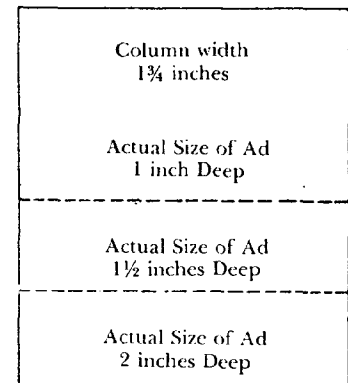 Column width
1¾ inches
Actual Size of Ad
1 inch Deep
Actual Size of Ad
1½ inches Deep
Actual Size of Ad
2 inches Deep